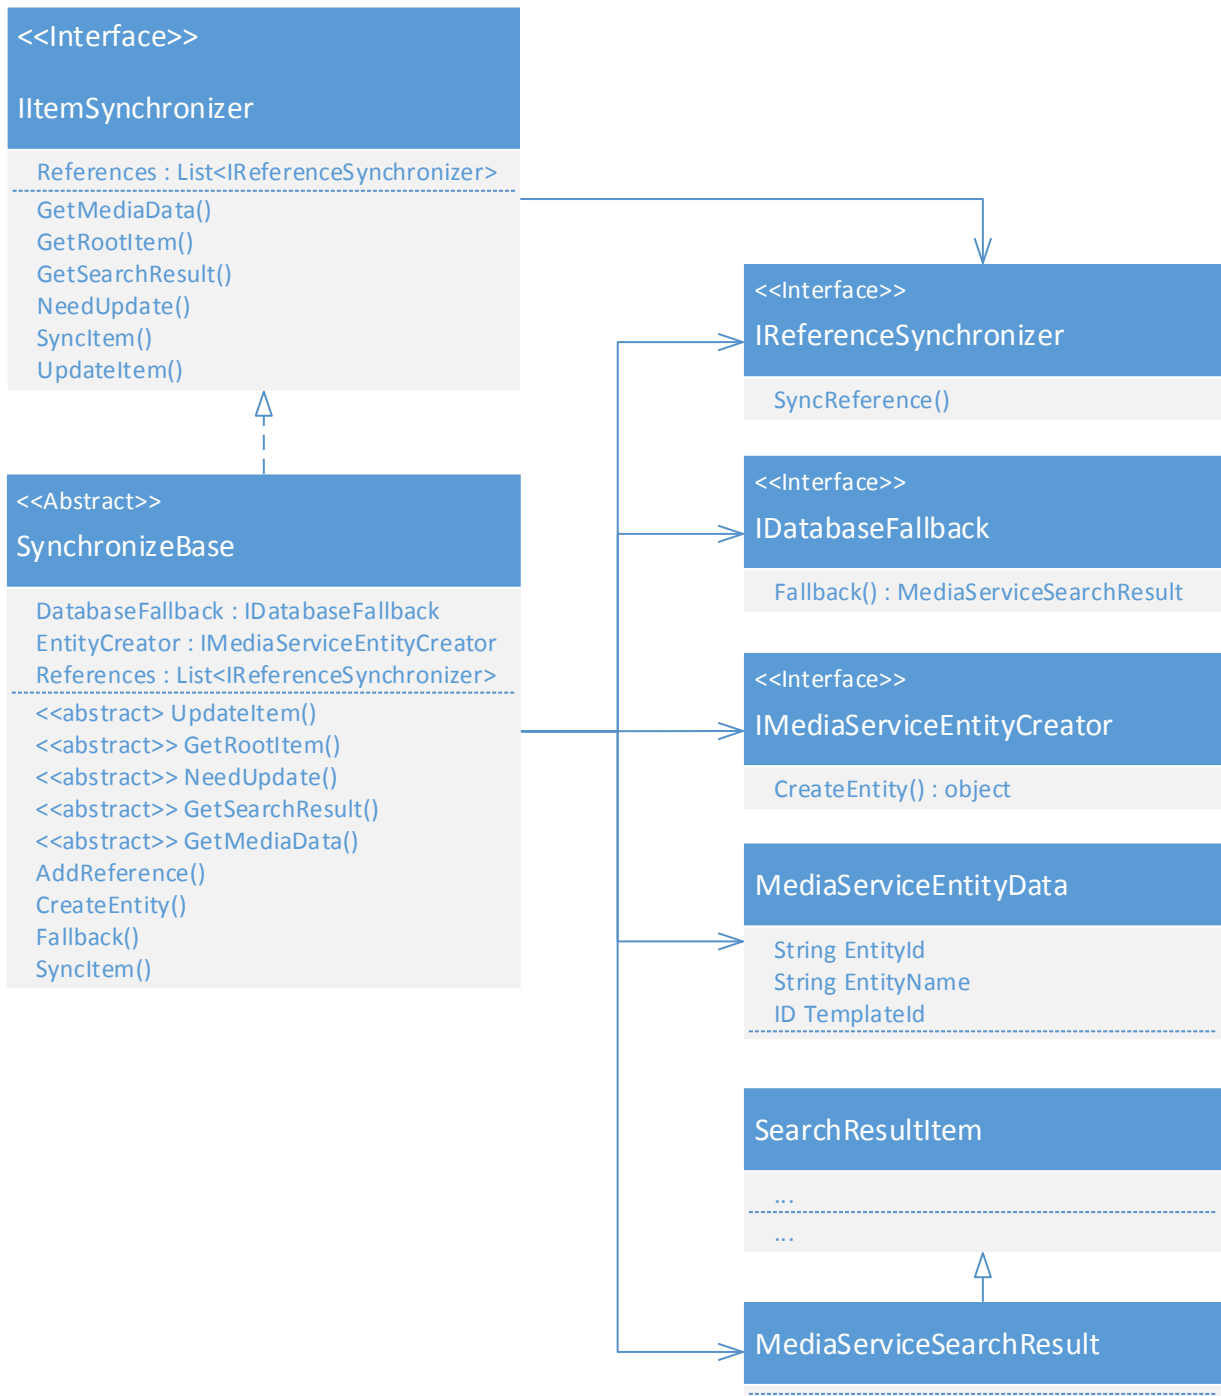 <<Interface>>
IItemSynchronizer
References : List<IReferenceSynchronizer>
GetMediaData()
GetRootItem()
GetSearchResult()
NeedUpdate()
SyncItem()
UpdateItem()
<<Abstract>>
SynchronizeBase
DatabaseFallback : IDatabaseFallback
EntityCreator : IMediaServiceEntityCreator
References : List<IReferenceSynchronizer>
<<abstract> UpdateItem()
<<abstract>> GetRootItem()
<<abstract>> NeedUpdate()
<<abstract>> GetSearchResult()
<<abstract>> GetMediaData()
AddReference()
CreateEntity()
Fallback()
SyncItem()
<<Interface>>
IReferenceSynchronizer
SyncReference()
<<Interface>>
IDatabaseFallback
Fallback() : MediaServiceSearchResult
<<Interface>>
IMediaServiceEntityCreator
CreateEntity() : object
MediaServiceEntityData
String EntityId
String EntityName
ID TemplateId
SearchResultItem
...
...
MediaServiceSearchResult